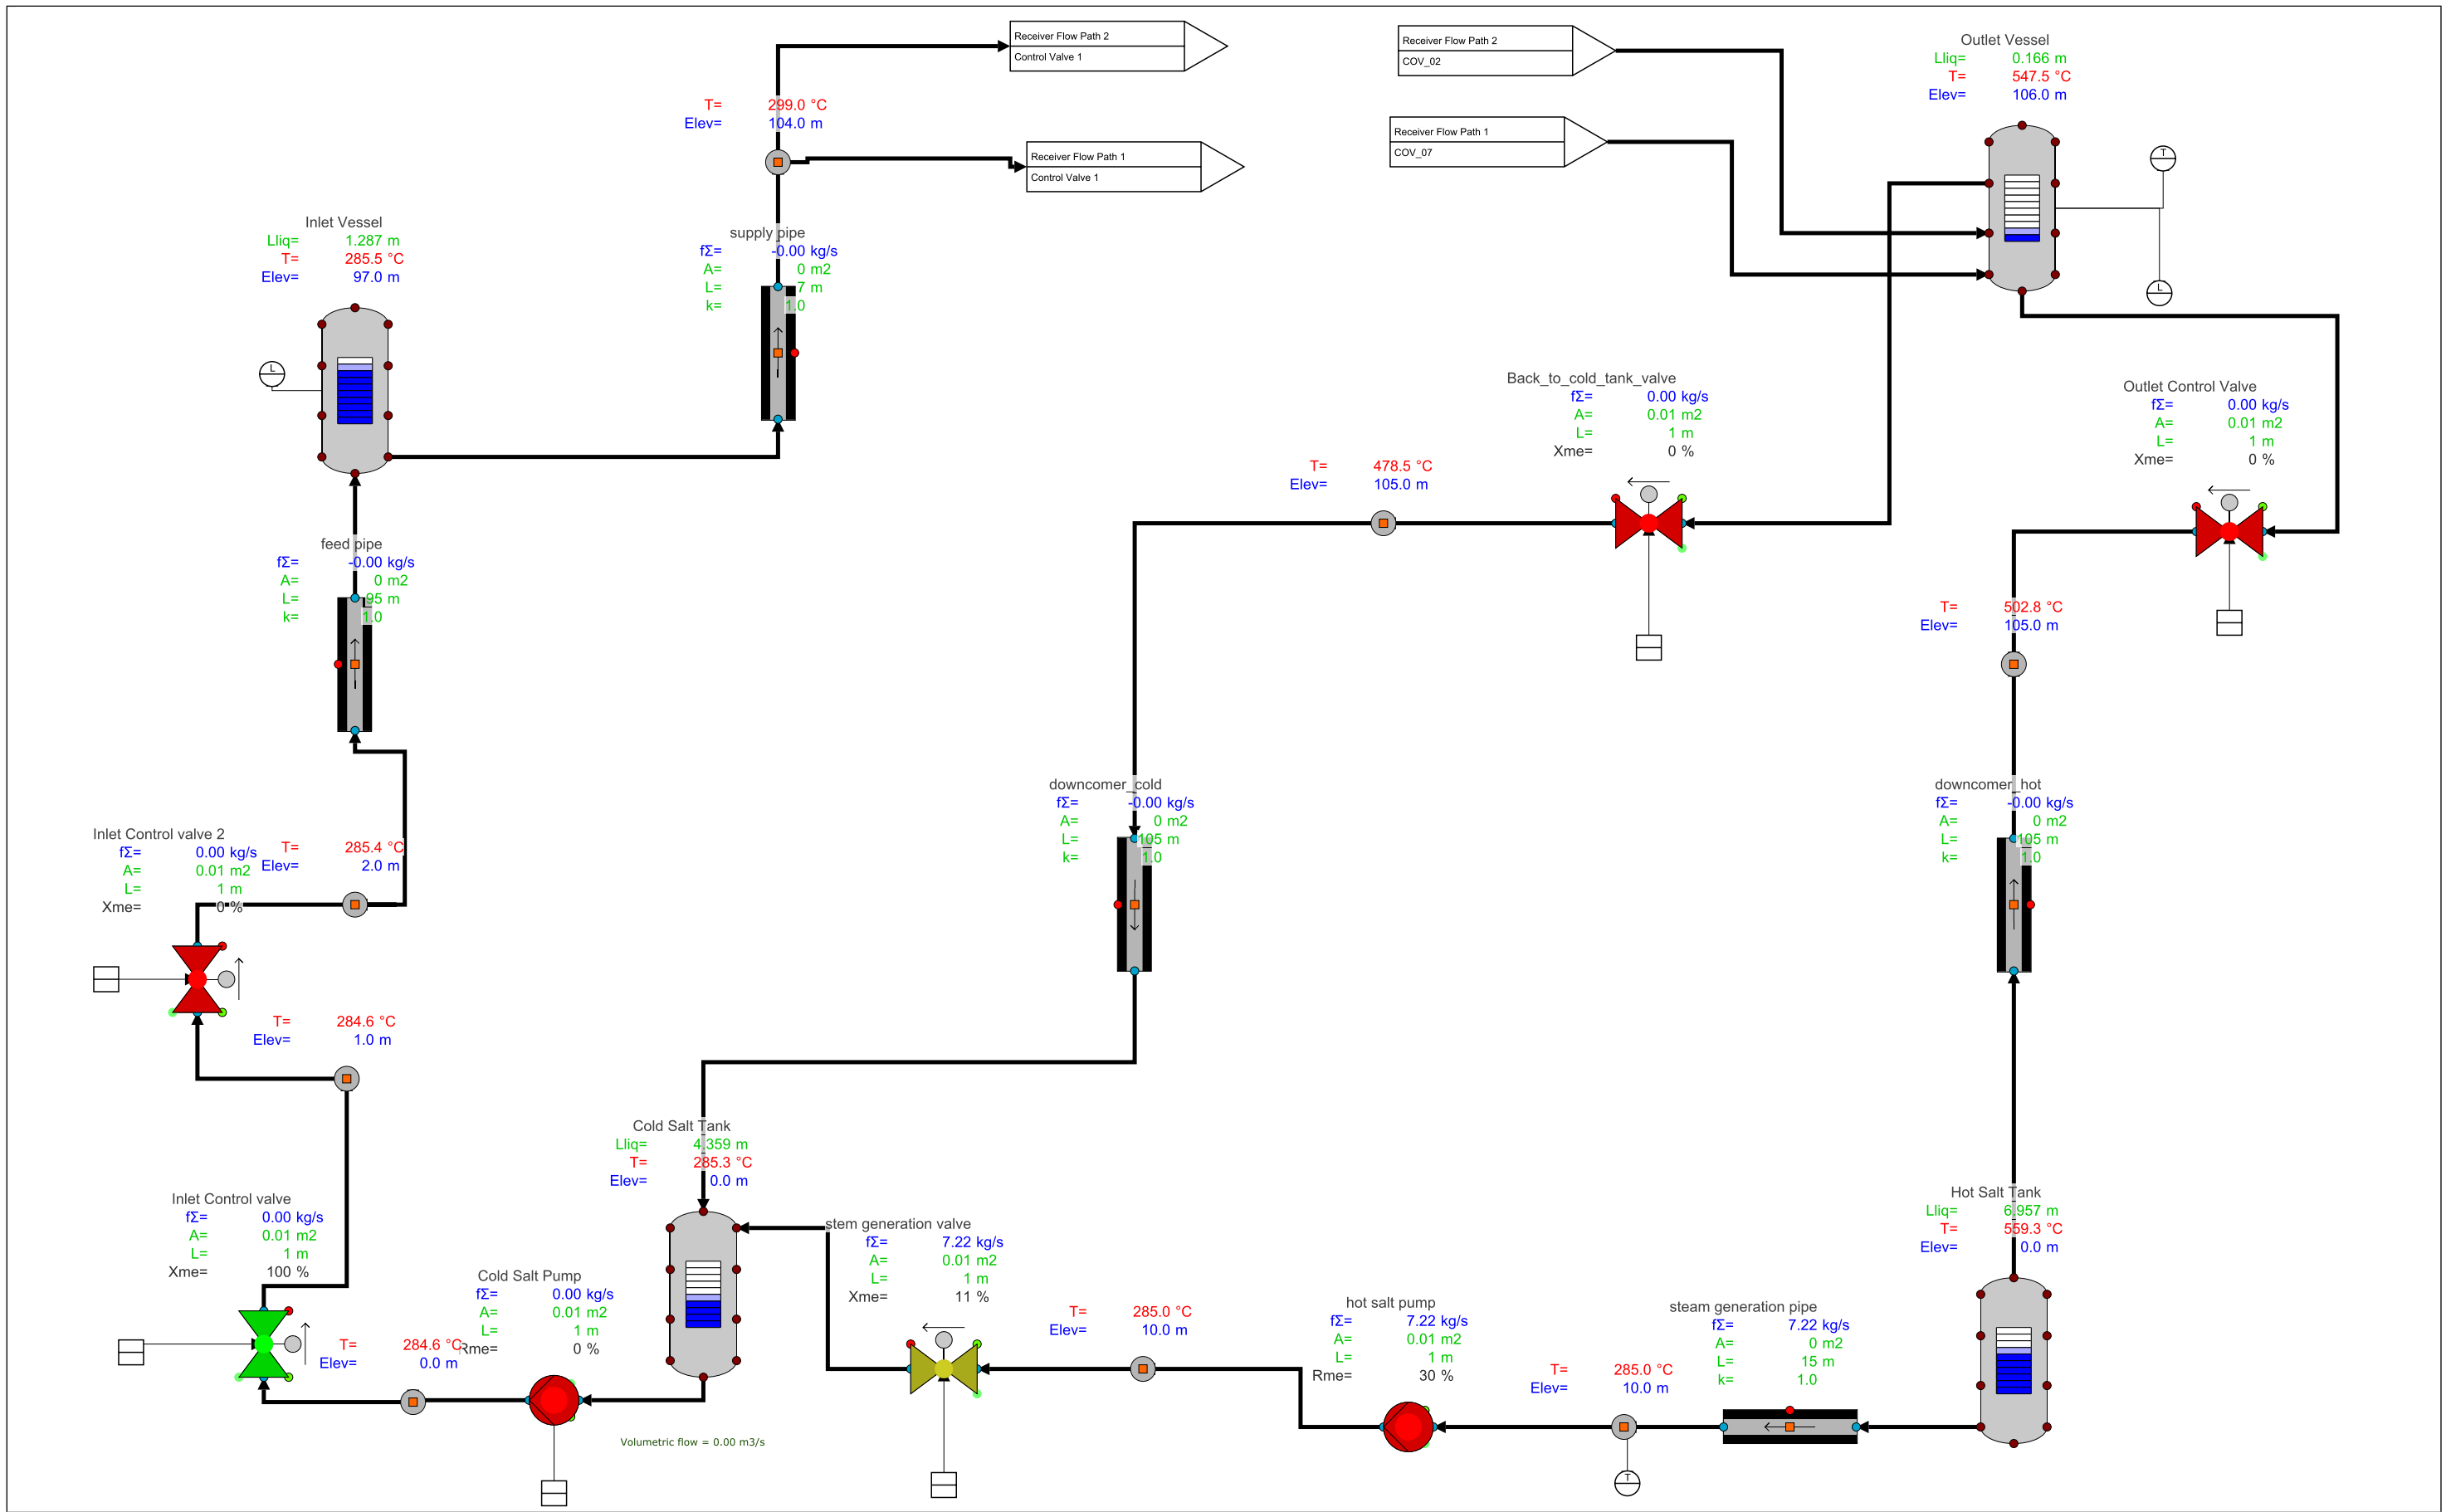 Receiver Flow Path 2
Control Valve 1
Receiver Flow Path 2
COV_02
Outlet Vessel
Lliq= 0.166 m
T= 547.5 °C
Elev= 106.0 m
T= 299.0 °C
Elev= 104.0 m
Receiver Flow Path 1
Control Valve 1
Receiver Flow Path 1
COV_07
T
L
Inlet Vessel
Lliq= 1.287 m
T= 285.5 °C
Elev= 97.0 m
L
supply pipe
fΣ= -0.00 kg/s
A= 0 m2
L= 7 m
k= 1.0
Back_to_cold_tank_valve
fΣ= 0.00 kg/s
A= 0.01 m2
L= 1 m
Xme= 0 %
Outlet Control Valve
fΣ= 0.00 kg/s
A= 0.01 m2
L= 1 m
Xme= 0 %
T= 478.5 °C
Elev= 105.0 m
feed pipe
fΣ= -0.00 kg/s
A= 0 m2
L= 95 m
k= 1.0
T= 502.8 °C
Elev= 105.0 m
downcomer_cold
fΣ= -0.00 kg/s
A= 0 m2
L= 105 m
k= 1.0
downcomer_hot
fΣ= -0.00 kg/s
A= 0 m2
L= 105 m
k= 1.0
Inlet Control valve 2
fΣ= 0.00 kg/s
A= 0.01 m2
L= 1 m
Xme= 0 %
T= 285.4 °C
Elev= 2.0 m
T= 284.6 °C
Elev= 1.0 m
Cold Salt Tank
Lliq= 4.359 m
T= 285.3 °C
Elev= 0.0 m
Hot Salt Tank
Lliq= 6.957 m
T= 559.3 °C
Elev= 0.0 m
Inlet Control valve
fΣ= 0.00 kg/s
A= 0.01 m2
L= 1 m
Xme= 100 %
T= 284.6 °C
Elev= 0.0 m
Cold Salt Pump
fΣ= 0.00 kg/s
A= 0.01 m2
L= 1 m
Rme= 0 %
Volumetric flow = 0.00 m3/s
stem generation valve
fΣ= 7.22 kg/s
A= 0.01 m2
L= 1 m
Xme= 11 %
T= 285.0 °C
Elev= 10.0 m
hot salt pump
fΣ= 7.22 kg/s
A= 0.01 m2
L= 1 m
Rme= 30 %
T= 285.0 °C
Elev= 10.0 m
T
steam generation pipe
fΣ= 7.22 kg/s
A= 0 m2
L= 15 m
k= 1.0